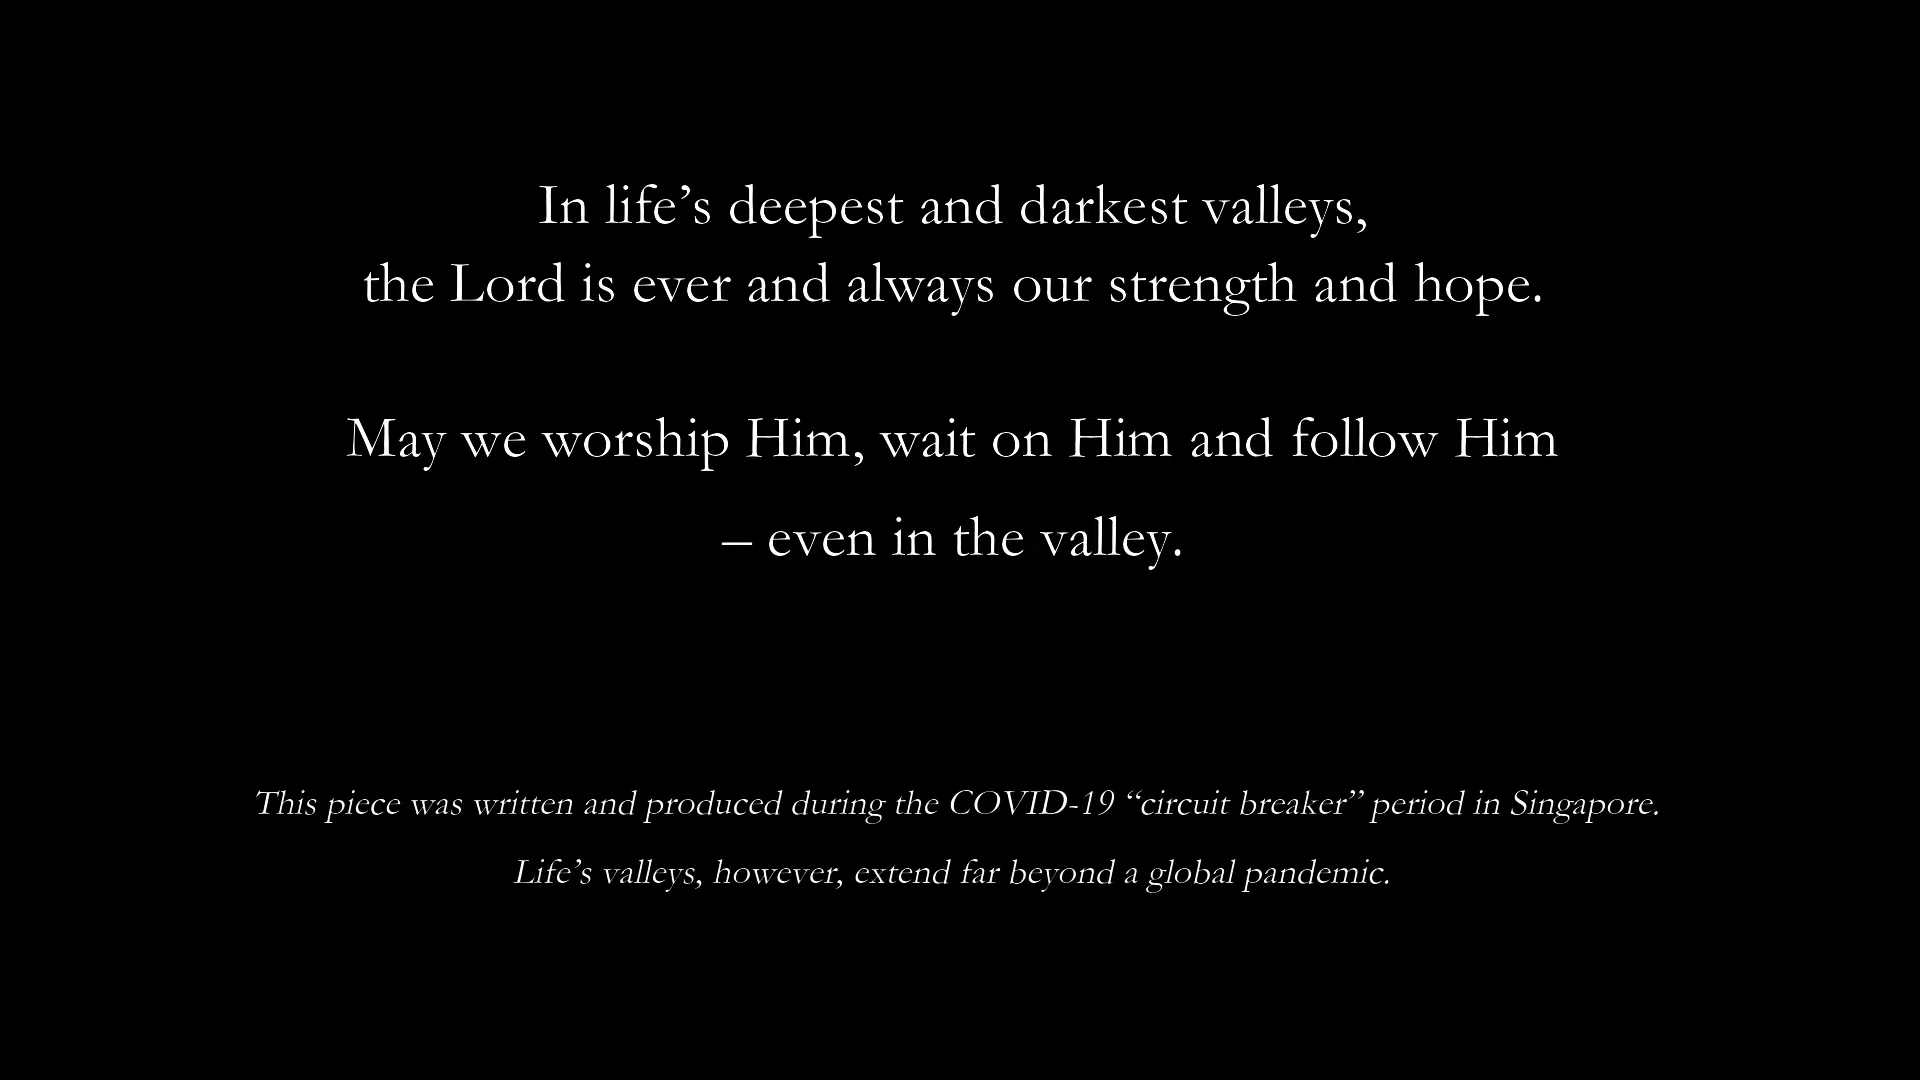 In life’s deepest and darkest valleys,
the Lord is ever and always our strength and hope.
May we worship Him, wait on Him and follow Him
– even in the valley.
This piece was written and produced during the COVID-19 “circuit breaker” period in Singapore.
Life’s valleys, however, extend far beyond a global pandemic.